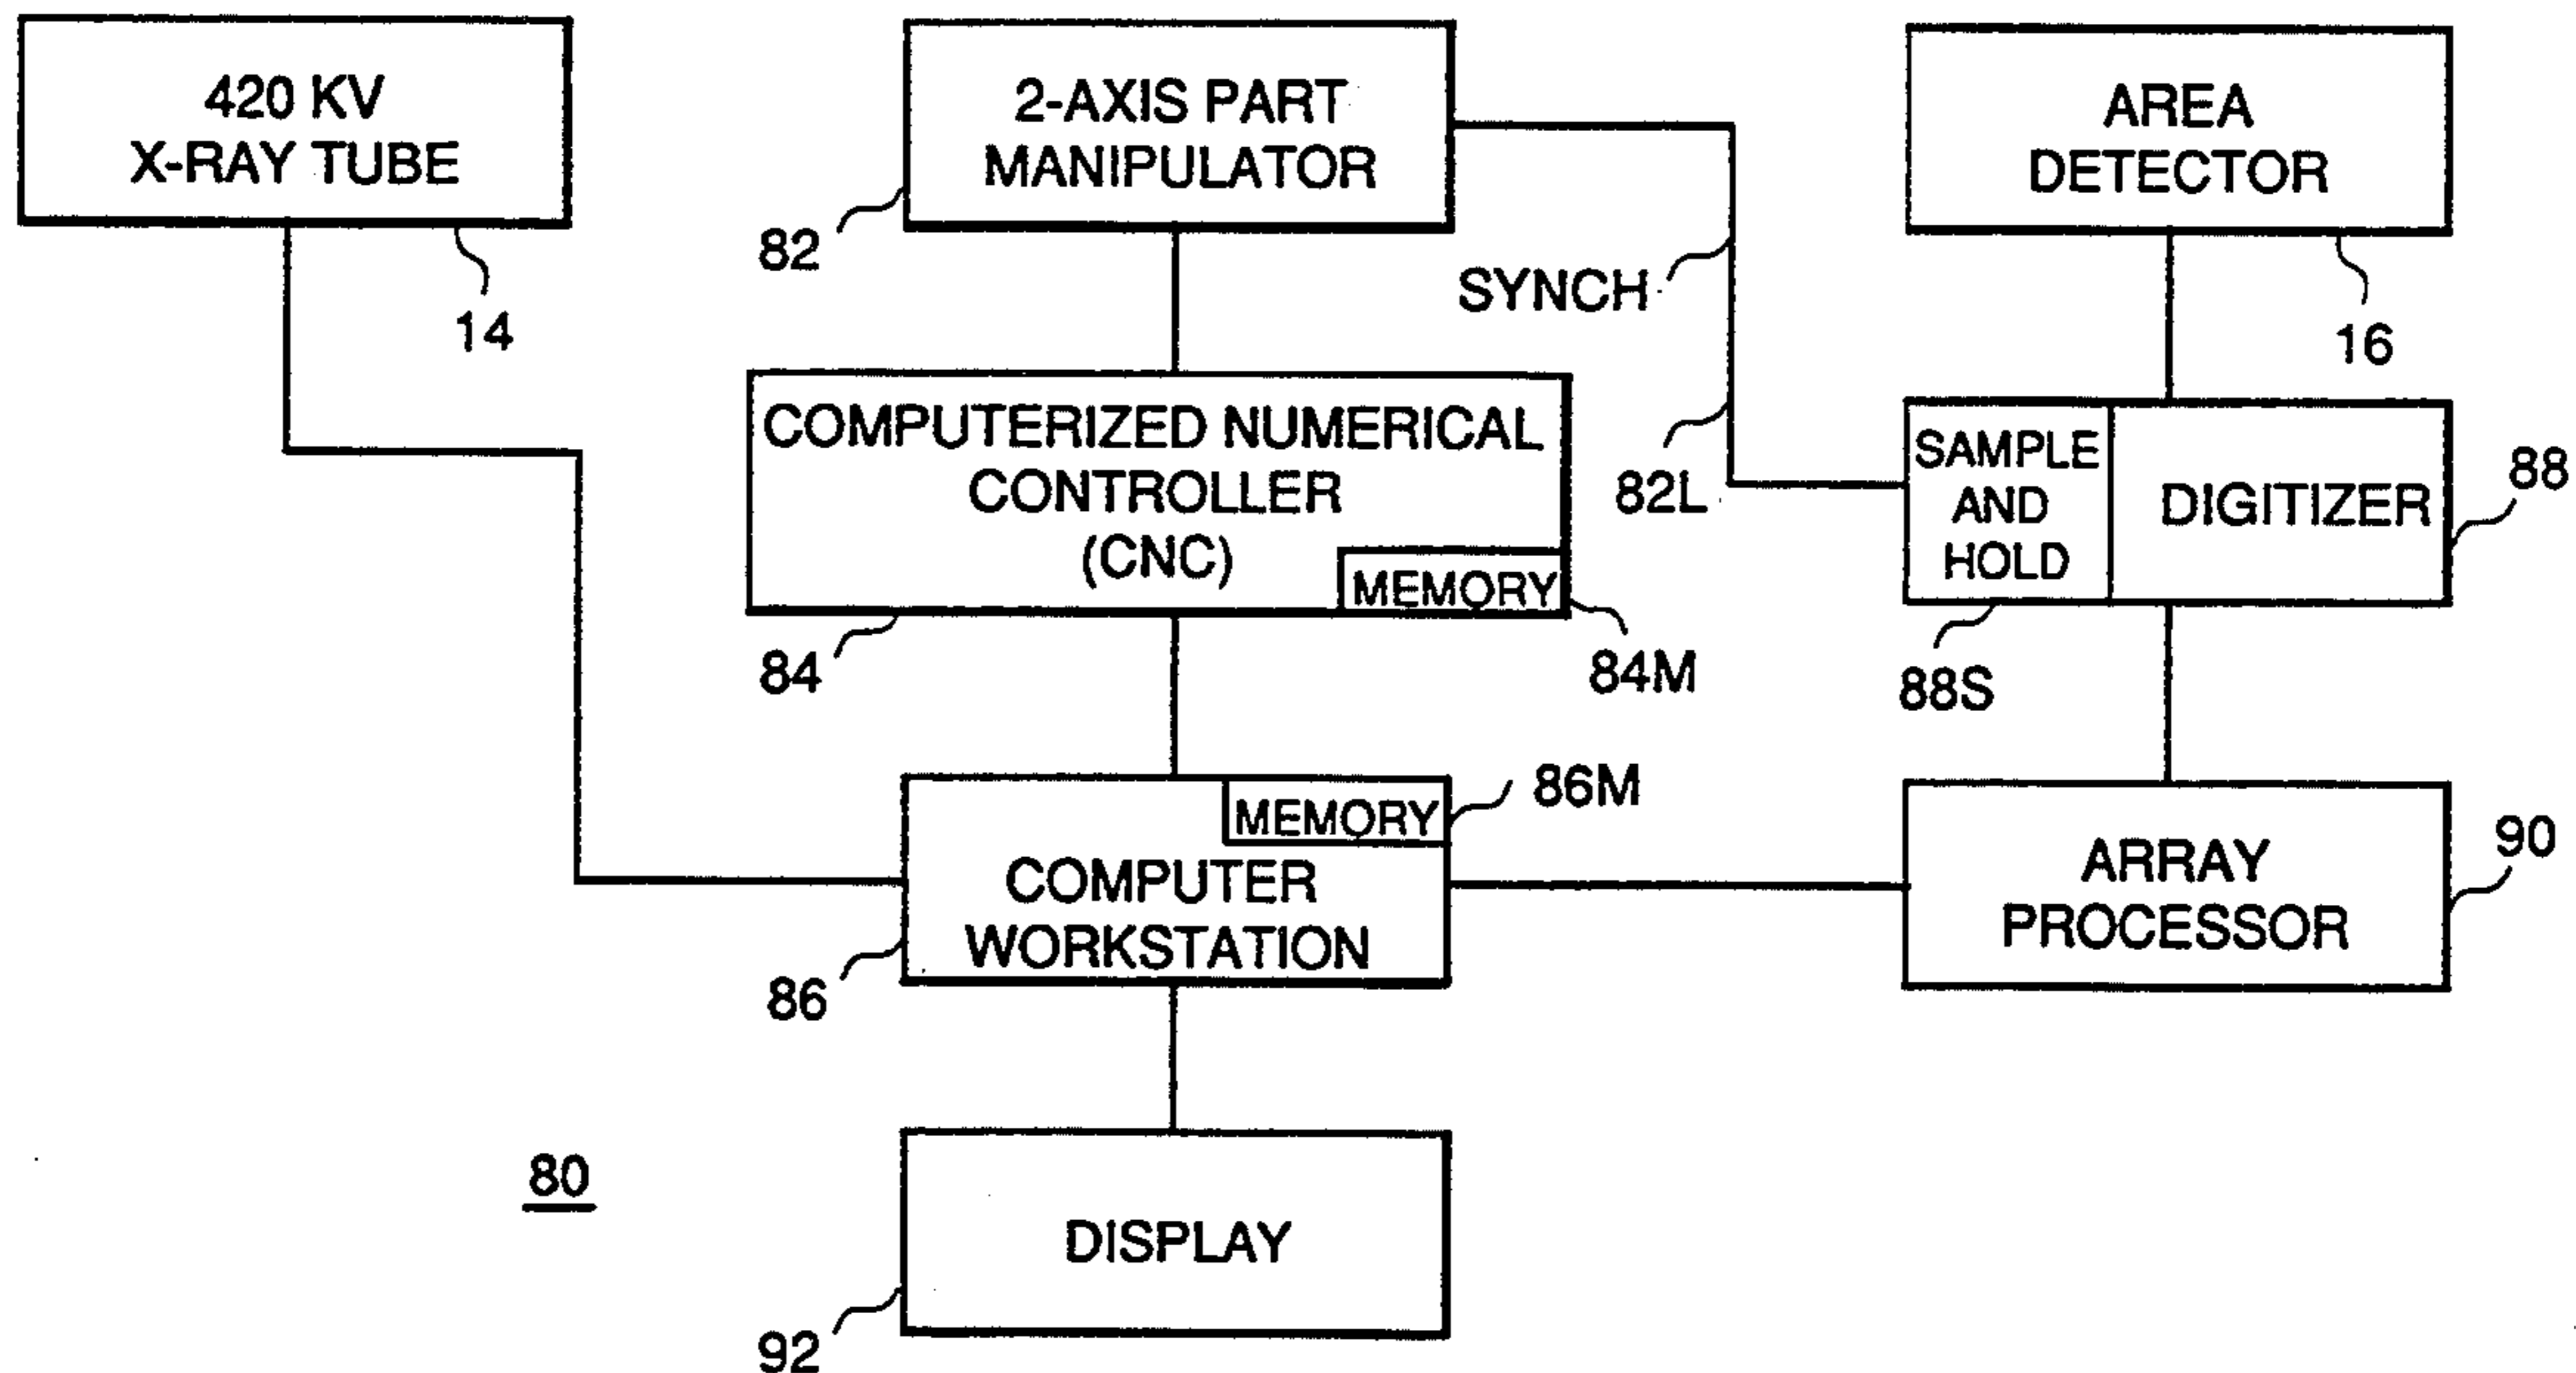 420 KV
X-RAY TUBE
14
2-AXIS PART
MANIPULATOR
82
SYNCH
82L
AREA
DETECTOR
16
COMPUTERIZED NUMERICAL
CONTROLLER
(CNC)
MEMORY
84
84M
SAMPLE
AND
HOLD
DIGITIZER
88
88S
MEMORY
86M
COMPUTER
WORKSTATION
86
ARRAY
PROCESSOR
90
80
DISPLAY
92